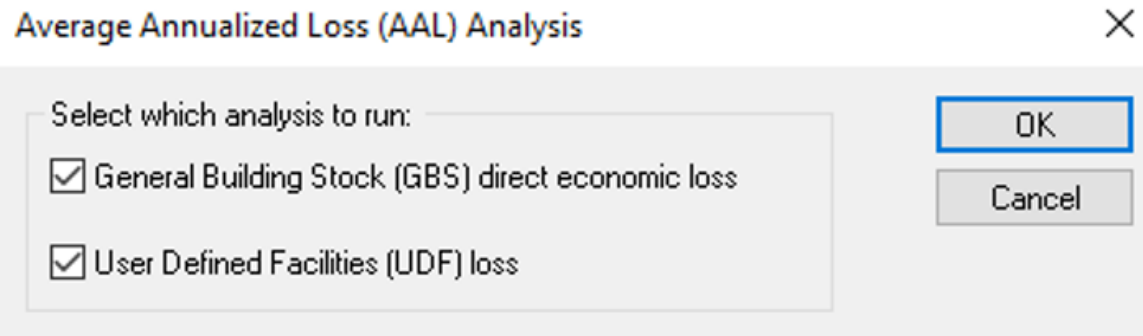 Average Annualized Loss (AAL) Analysis
Select which analysis to run:
General Building Stock (GBS) direct economic loss
User Defined Facilities (UDF) loss
OK
Cancel